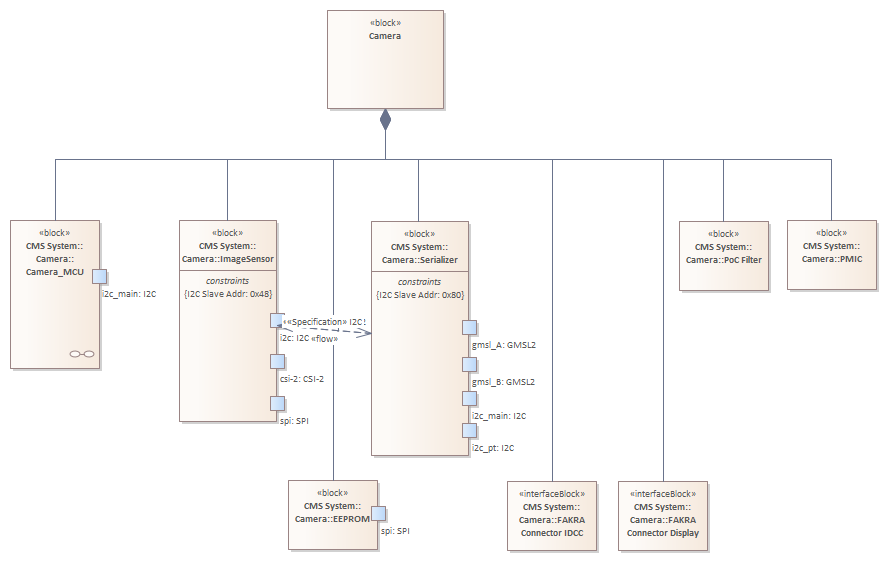 «block»
Camera
«block»
CMS System::
Camera::
Camera_MCU
i2c_main: I2C
«block»
CMS System::
Camera::ImageSensor
constraints
{I2C Slave Addr: 0x48}
«Specification» I2C!
i2c: I2C
«flow»
csi-2: CSI-2
spi: SPI
«block»
CMS System::
Camera::Serializer
constraints
{I2C Slave Addr: 0x80}
gmsl_A: GMSL2
gmsl_B: GMSL2
i2c_main: I2C
i2c_pt: I2C
«block»
CMS System::
Camera::PoC Filter
«block»
CMS System::
Camera::PMIC
«block»
CMS System::
Camera::EEPROM
spi: SPI
«interfaceBlock»
CMS System::
Camera::FAKRA
Connector IDCC
«interfaceBlock»
CMS System::
Camera::FAKRA
Connector Display